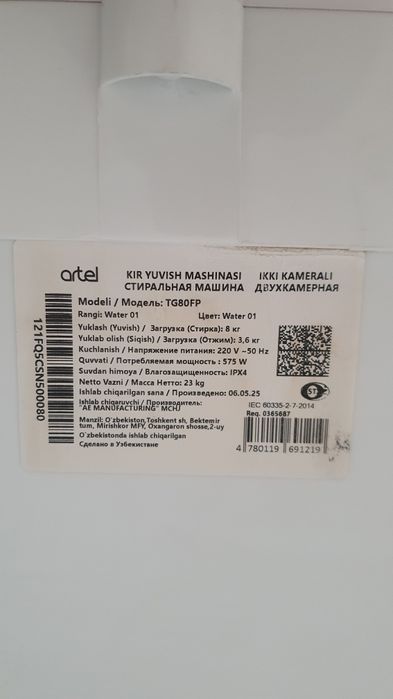 artel
KIR YUVISH MASHINASI IKKI KAMERALI
СТИРАЛЬНАЯ МАШИНА ДВУХКАМЕРНАЯ
Modeli / Модель: TG80FP
Rangi: Water 01 Цвет: Water 01
Yuklash (Yuvish) / Загрузка (Стирка): 8 кг
Yuklab olish (Siqish) / Загрузка (Отжим): 3,6 кг
Kuchlanish / Напряжение питания: 220 V ~50 Hz
Quvvati / Потребляемая мощность : 575 W
Suvdan himoya / Влагозащищенность: IPX4
Netto Vazni / Масса Нетто: 23 kg
Ishlab chiqarilgan sana / Произведено: 06.05.25
Ishlab chiqaruvchi / Производитель:
"AE MANUFACTURING" MCHJ
Manzil: O'zbekiston,Toshkent sh, Bektemir
tum, Mirishkor MFY, Oxangaron shosse,2-uy
O'zbekistonda ishlab chiqarilgan
Сделано в Узбекистане
121FQ5CSN500080
IEC 60335-2-7-2014
Req. 0365687
4 780119 691219